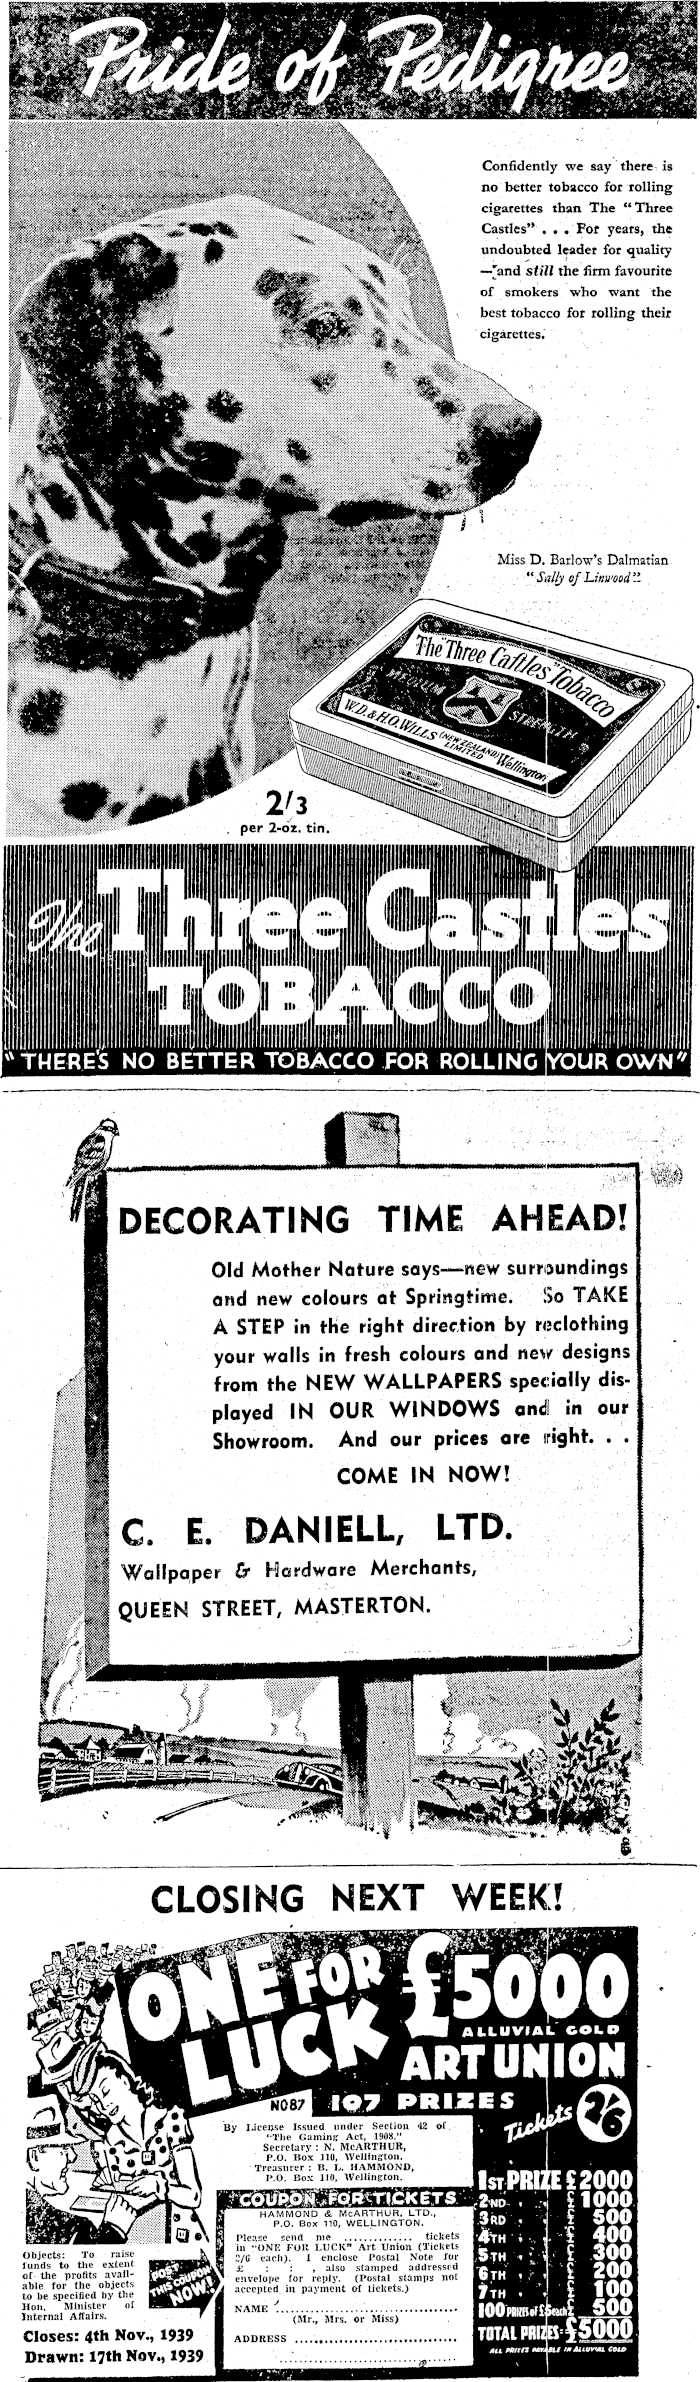 Pride of Pedigree
Confidently we say there is
no better tobacco for rolling
cigarettes than The "Three
Castles" . . . For years, the
undoubted leader for quality
—and still the firm favourite
of smokers who want the
best tobacco for rolling their
cigarettes.
Miss D. Barlow's Dalmatian
"Sally of Linwood"
The "Three Castles" Tobacco
MEDIUM STRENGTH
W.D. & H.O. WILLS (NEW ZEALAND) LIMITED Wellington
2/3
per 2-oz. tin.
The Three Castles
TOBACCO
"THERE'S NO BETTER TOBACCO FOR ROLLING YOUR OWN"
DECORATING TIME AHEAD!
Old Mother Nature says—new surroundings
and new colours at Springtime. So TAKE
A STEP in the right direction by reclothing
your walls in fresh colours and new designs
from the NEW WALLPAPERS specially dis-
played IN OUR WINDOWS and in our
Showroom. And our prices are right. . .
COME IN NOW!
C. E. DANIELL, LTD.
Wallpaper & Hardware Merchants,
QUEEN STREET, MASTERTON.
CLOSING NEXT WEEK!
ONE FOR LUCK
£5000
ALLUVIAL GOLD
ART UNION
NO 87
107 PRIZES
Tickets 2/6
By License Issued under Section 42 of
"The Gaming Act, 1908."
Secretary : N. McARTHUR,
P.O. Box 110, Wellington.
Treasurer : B. L. HAMMOND,
P.O. Box 110, Wellington.
COUPON FOR TICKETS
HAMMOND & McARTHUR, LTD.,
P.O. Box 110, WELLINGTON.
Please send me .............. tickets
in "ONE FOR LUCK" Art Union (Tickets
2/6 each). I enclose Postal Note for
£ : : , also stamped addressed
envelope for reply. (Postal stamps not
accepted in payment of tickets.)
NAME
(Mr., Mrs. or Miss)
ADDRESS
1ST PRIZE £2000
2ND " " £1000
3RD " " £500
4TH " " £400
5TH " " £300
6TH " " £200
7TH " " £100
100 PRIZES OF £5 each £500
TOTAL PRIZES £5000
ALL PRIZES PAYABLE IN ALLUVIAL GOLD
Objects: To raise
funds to the extent
of the profits avail-
able for the objects
to be specified by the
Hon. Minister of
Internal Affairs.
POST THIS COUPON NOW!
Closes: 4th Nov., 1939
Drawn: 17th Nov., 1939